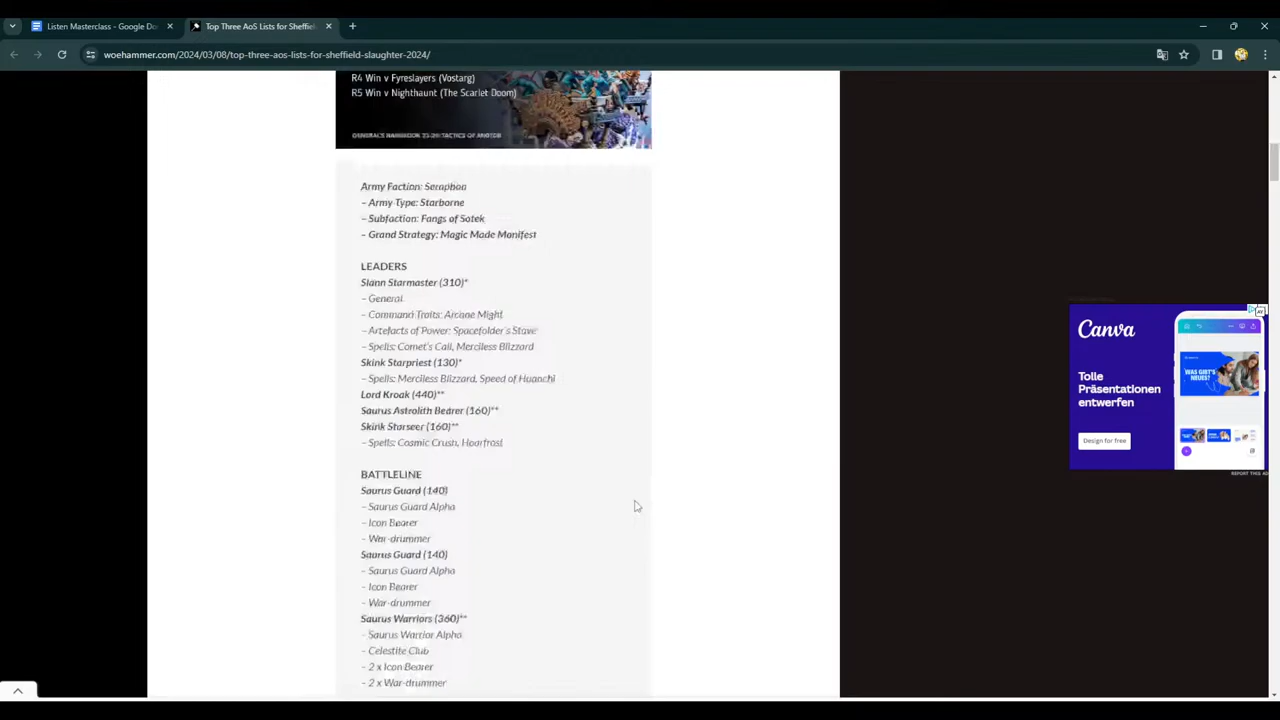 Listen Masterclass - Google Do
Top Three AoS Lists for Sheffiel
woehammer.com/2024/03/08/top-three-aos-lists-for-sheffield-slaughter-2024/
R4 Win v Fyreslayers (Vostarg)
R5 Win v Nighthaunt (The Scarlet Doom)
Army Faction: Seraphon
– Army Type: Starborne
– Subfaction: Fangs of Sotek
– Grand Strategy: Magic Made Manifest
LEADERS
Slann Starmaster (310)*
– General
– Command Traits: Arcane Might
– Artefacts of Power: Spacefolder's Stave
– Spells: Comet's Call, Merciless Blizzard
Skink Starpriest (130)*
– Spells: Merciless Blizzard, Speed of Huanchi
Lord Kroak (440)**
Saurus Astrolith Bearer (160)**
Skink Starseer (160)**
– Spells: Cosmic Crush, Hoarfrost
BATTLELINE
Saurus Guard (140)
– Saurus Guard Alpha
– Icon Bearer
– War-drummer
Saurus Guard (140)
– Saurus Guard Alpha
– Icon Bearer
– War-drummer
Saurus Warriors (360)**
– Saurus Warrior Alpha
– Celestite Club
– 2 x Icon Bearer
– 2 x War-drummer
Canva
Tolle
Präsentationen
entwerfen
Design for free
WAS GIBT'S
NEUES?
REPORT THIS AD